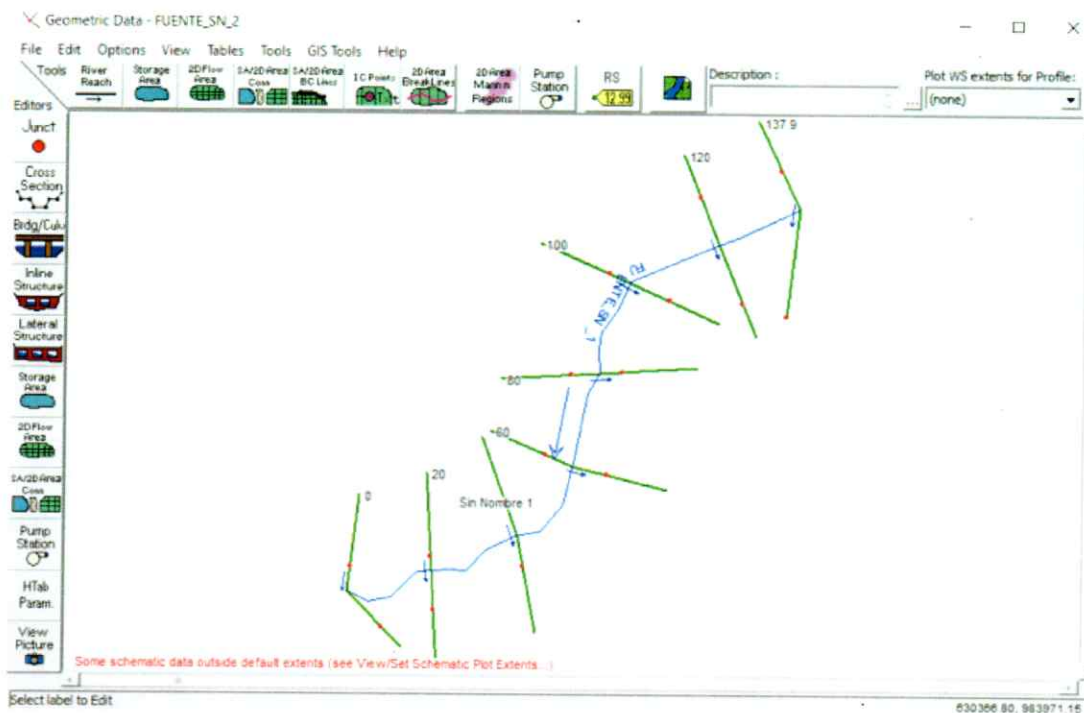 Geometric Data - FUENTE_SN_2
File Edit Options View Tables Tools GIS Tools Help
Tools
River Reach
Storage Area
2D Flow Area
SA/2D Area Conn
SA/2D Area BC Lines
IC Points
2D Area BreakLines
2D Area Mann n Regions
Pump Station
RS
12.99
Description :
...
Plot WS extents for Profile:
(none)
Editors
Junct.
Cross Section
Brdg/Culv
Inline Structure
Lateral Structure
Storage Area
2D Flow Area
SA/2D Area Conn
Pump Station
HTab Param.
View Picture
137.9
120
100
80
60
20
0
Sin Nombre 1
Some schematic data outside default extents (see View/Set Schematic Plot Extents...)
Select label to Edit
630366.80, 983971.16